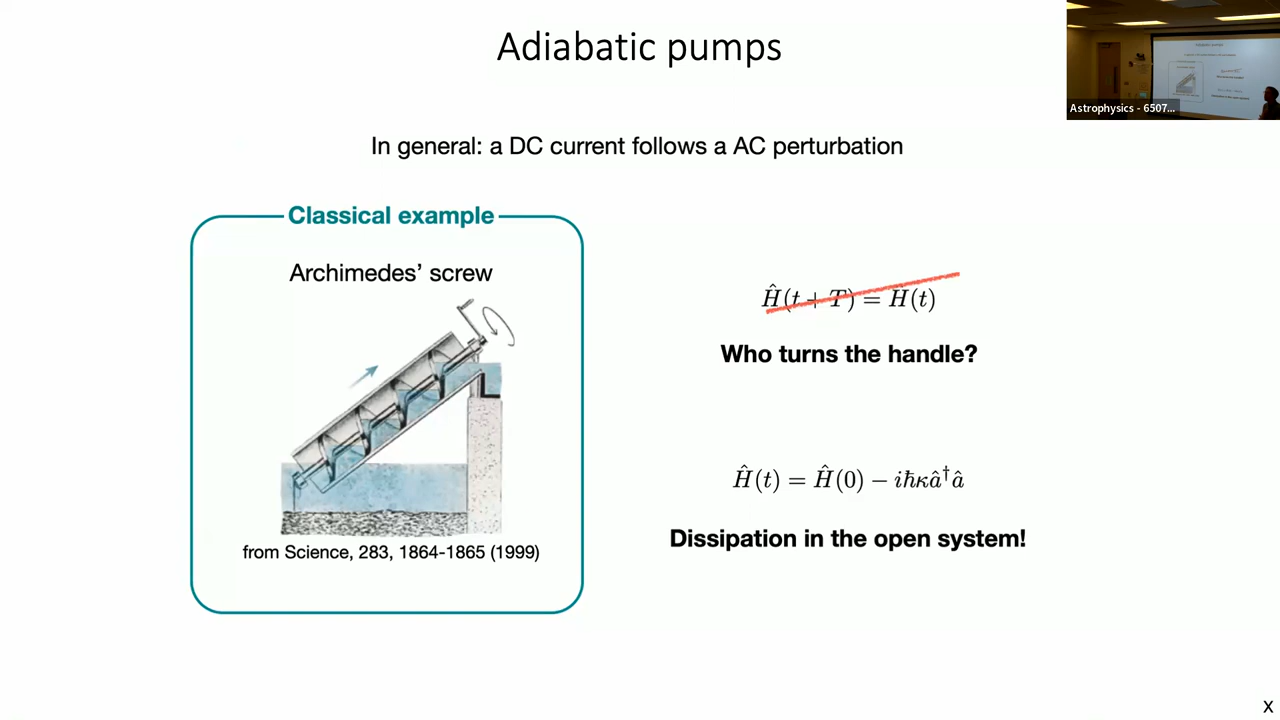 Adiabatic pumps
Astrophysics - 6507...
In general: a DC current follows a AC perturbation
Classical example
Archimedes' screw
from Science, 283, 1864-1865 (1999)
Ĥ(t + T) = Ĥ(t)
Who turns the handle?
Ĥ(t) = Ĥ(0) − iħκâ†â
Dissipation in the open system!
x